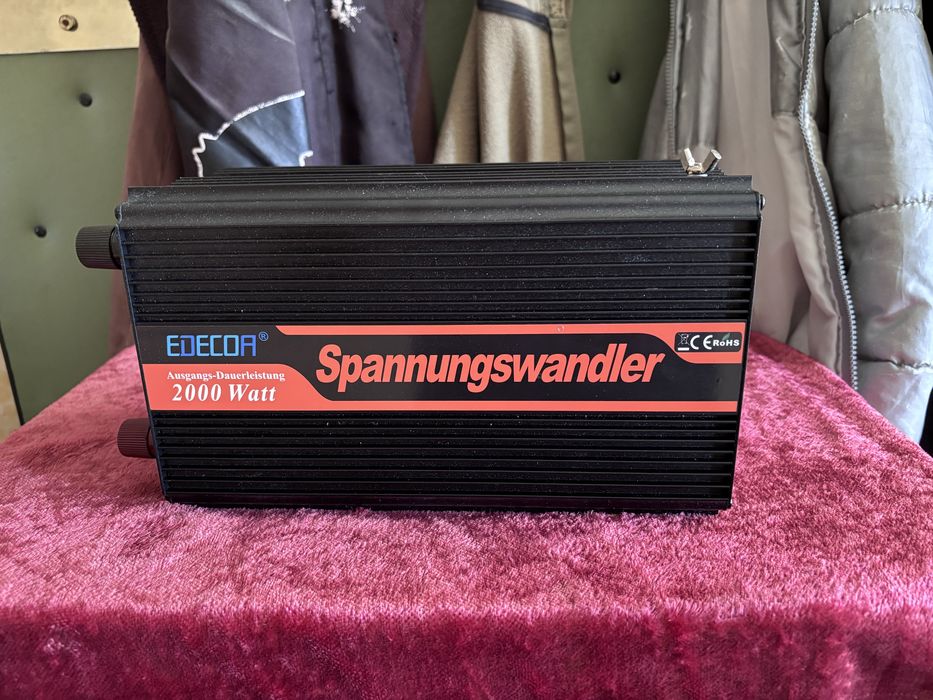 EDECOA®
Ausgangs-Dauerleistung
2000 Watt
Spannungswandler
CE RoHS